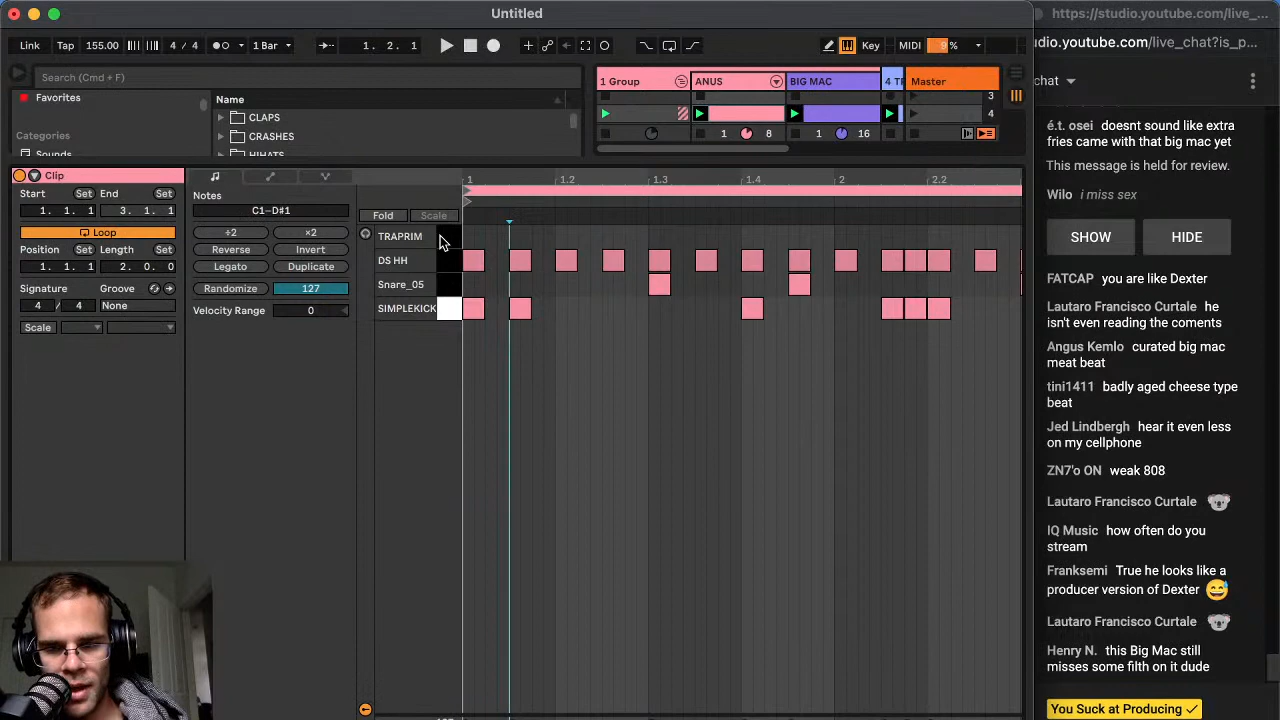 Untitled
https://studio.youtube.com/live_...
Link Tap 155.00 4 / 4 1 Bar 1. 2. 1 Key MIDI 9 %
dio.youtube.com/live_chat?is_p...
Search (Cmd + F)
chat
Favorites
Categories
Sounds
Name
CLAPS
CRASHES
HIHATS
1 Group ANUS BIG MAC 4 TF Master
3
4
1 8 1 16
Clip
Start Set End Set
1. 1. 1 3. 1. 1
Loop
Position Set Length Set
1. 1. 1 2. 0. 0
Signature Groove
4 / 4 None
Scale
Notes
C1–D#1
÷2 ×2
Reverse Invert
Legato Duplicate
Randomize 127
Velocity Range 0
1 1.2 1.3 1.4 2 2.2
Fold Scale
TRAPRIM
DS HH
Snare_05
SIMPLEKICK
é.t. osei doesnt sound like extra
fries came with that big mac yet
This message is held for review.
Wilo i miss sex
SHOW HIDE
FATCAP you are like Dexter
Lautaro Francisco Curtale he
isn't even reading the coments
Angus Kemlo curated big mac
meat beat
tini1411 badly aged cheese type
beat
Jed Lindbergh hear it even less
on my cellphone
ZN7'o ON weak 808
Lautaro Francisco Curtale
IQ Music how often do you
stream
Franksemi True he looks like a
producer version of Dexter
Lautaro Francisco Curtale
Henry N. this Big Mac still
misses some filth on it dude
You Suck at Producing